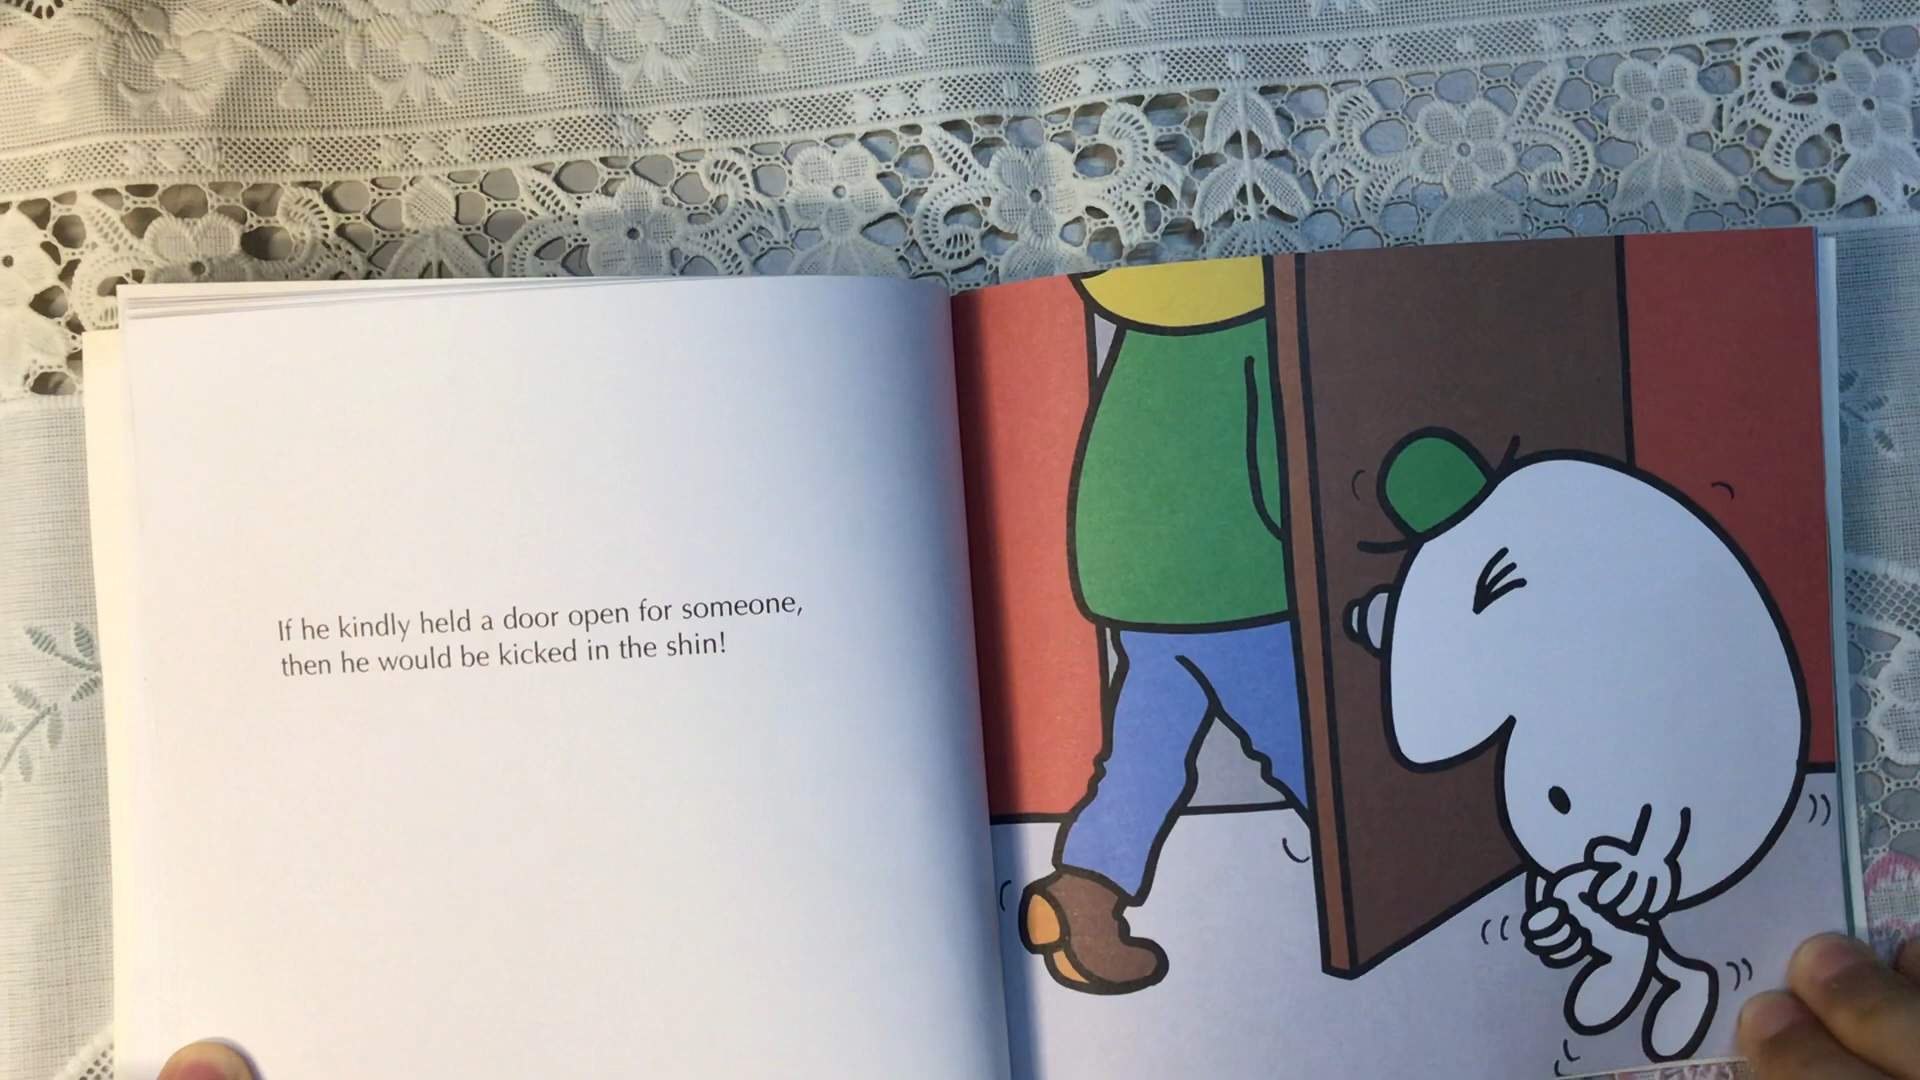 If he kindly held a door open for someone,
then he would be kicked in the shin!